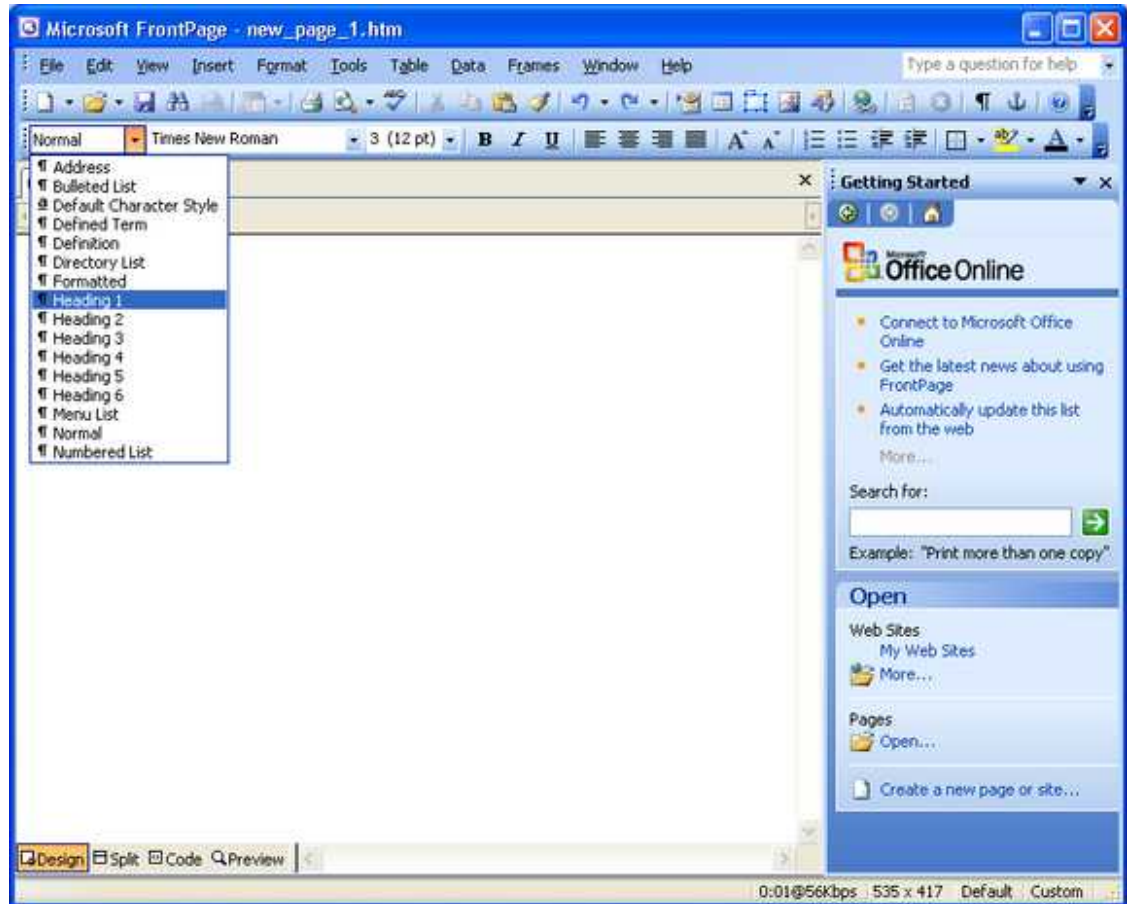 Microsoft FrontPage - new_page_1.htm
File Edit View Insert Format Tools Table Data Frames Window Help Type a question for help
Normal Times New Roman 3 (12 pt) B I U A A A
¶ Address
¶ Bulleted List
a Default Character Style
¶ Defined Term
¶ Definition
¶ Directory List
¶ Formatted
¶ Heading 1
¶ Heading 2
¶ Heading 3
¶ Heading 4
¶ Heading 5
¶ Heading 6
¶ Menu List
¶ Normal
¶ Numbered List
Getting Started
Microsoft
Office Online
Connect to Microsoft Office
Online
Get the latest news about using
FrontPage
Automatically update this list
from the web
More...
Search for:
Example: "Print more than one copy"
Open
Web Sites
My Web Sites
More...
Pages
Open...
Create a new page or site...
Design Split Code Preview
0:01@56Kbps 535 x 417 Default Custom